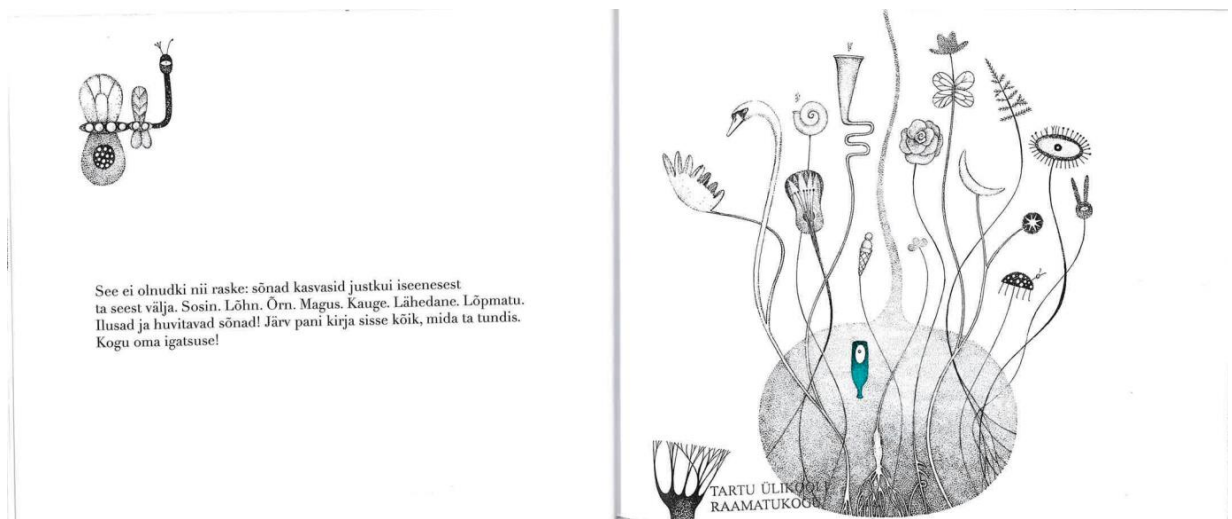 See ei olnudki nii raske: sõnad kasvasid justkui iseenesest
ta seest välja. Sosin. Lõhn. Õrn. Magus. Kauge. Lähedane. Lõpmatu.
Ilusad ja huvitavad sõnad! Järv pani kirja sisse kõik, mida ta tundis.
Kogu oma igatsuse!
TARTU ÜLIKOOLI
RAAMATUKOGU